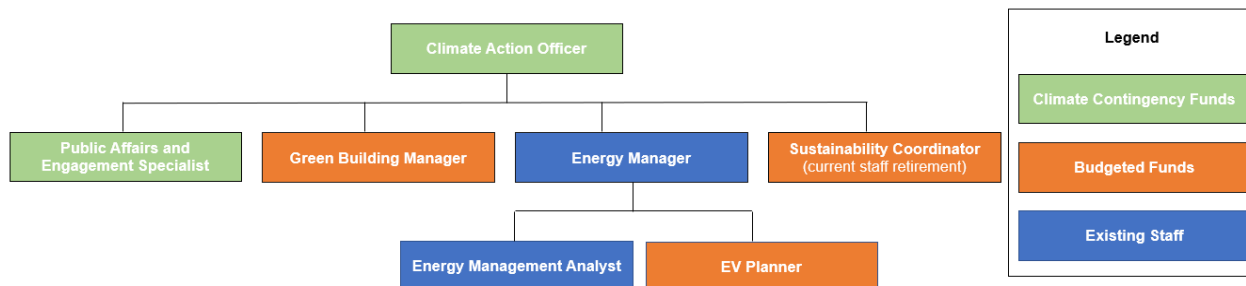 Climate Action Officer
Public Affairs and
Engagement Specialist
Green Building Manager
Energy Manager
Sustainability Coordinator
(current staff retirement)
Energy Management Analyst
EV Planner
Legend
Climate Contingency Funds
Budgeted Funds
Existing Staff